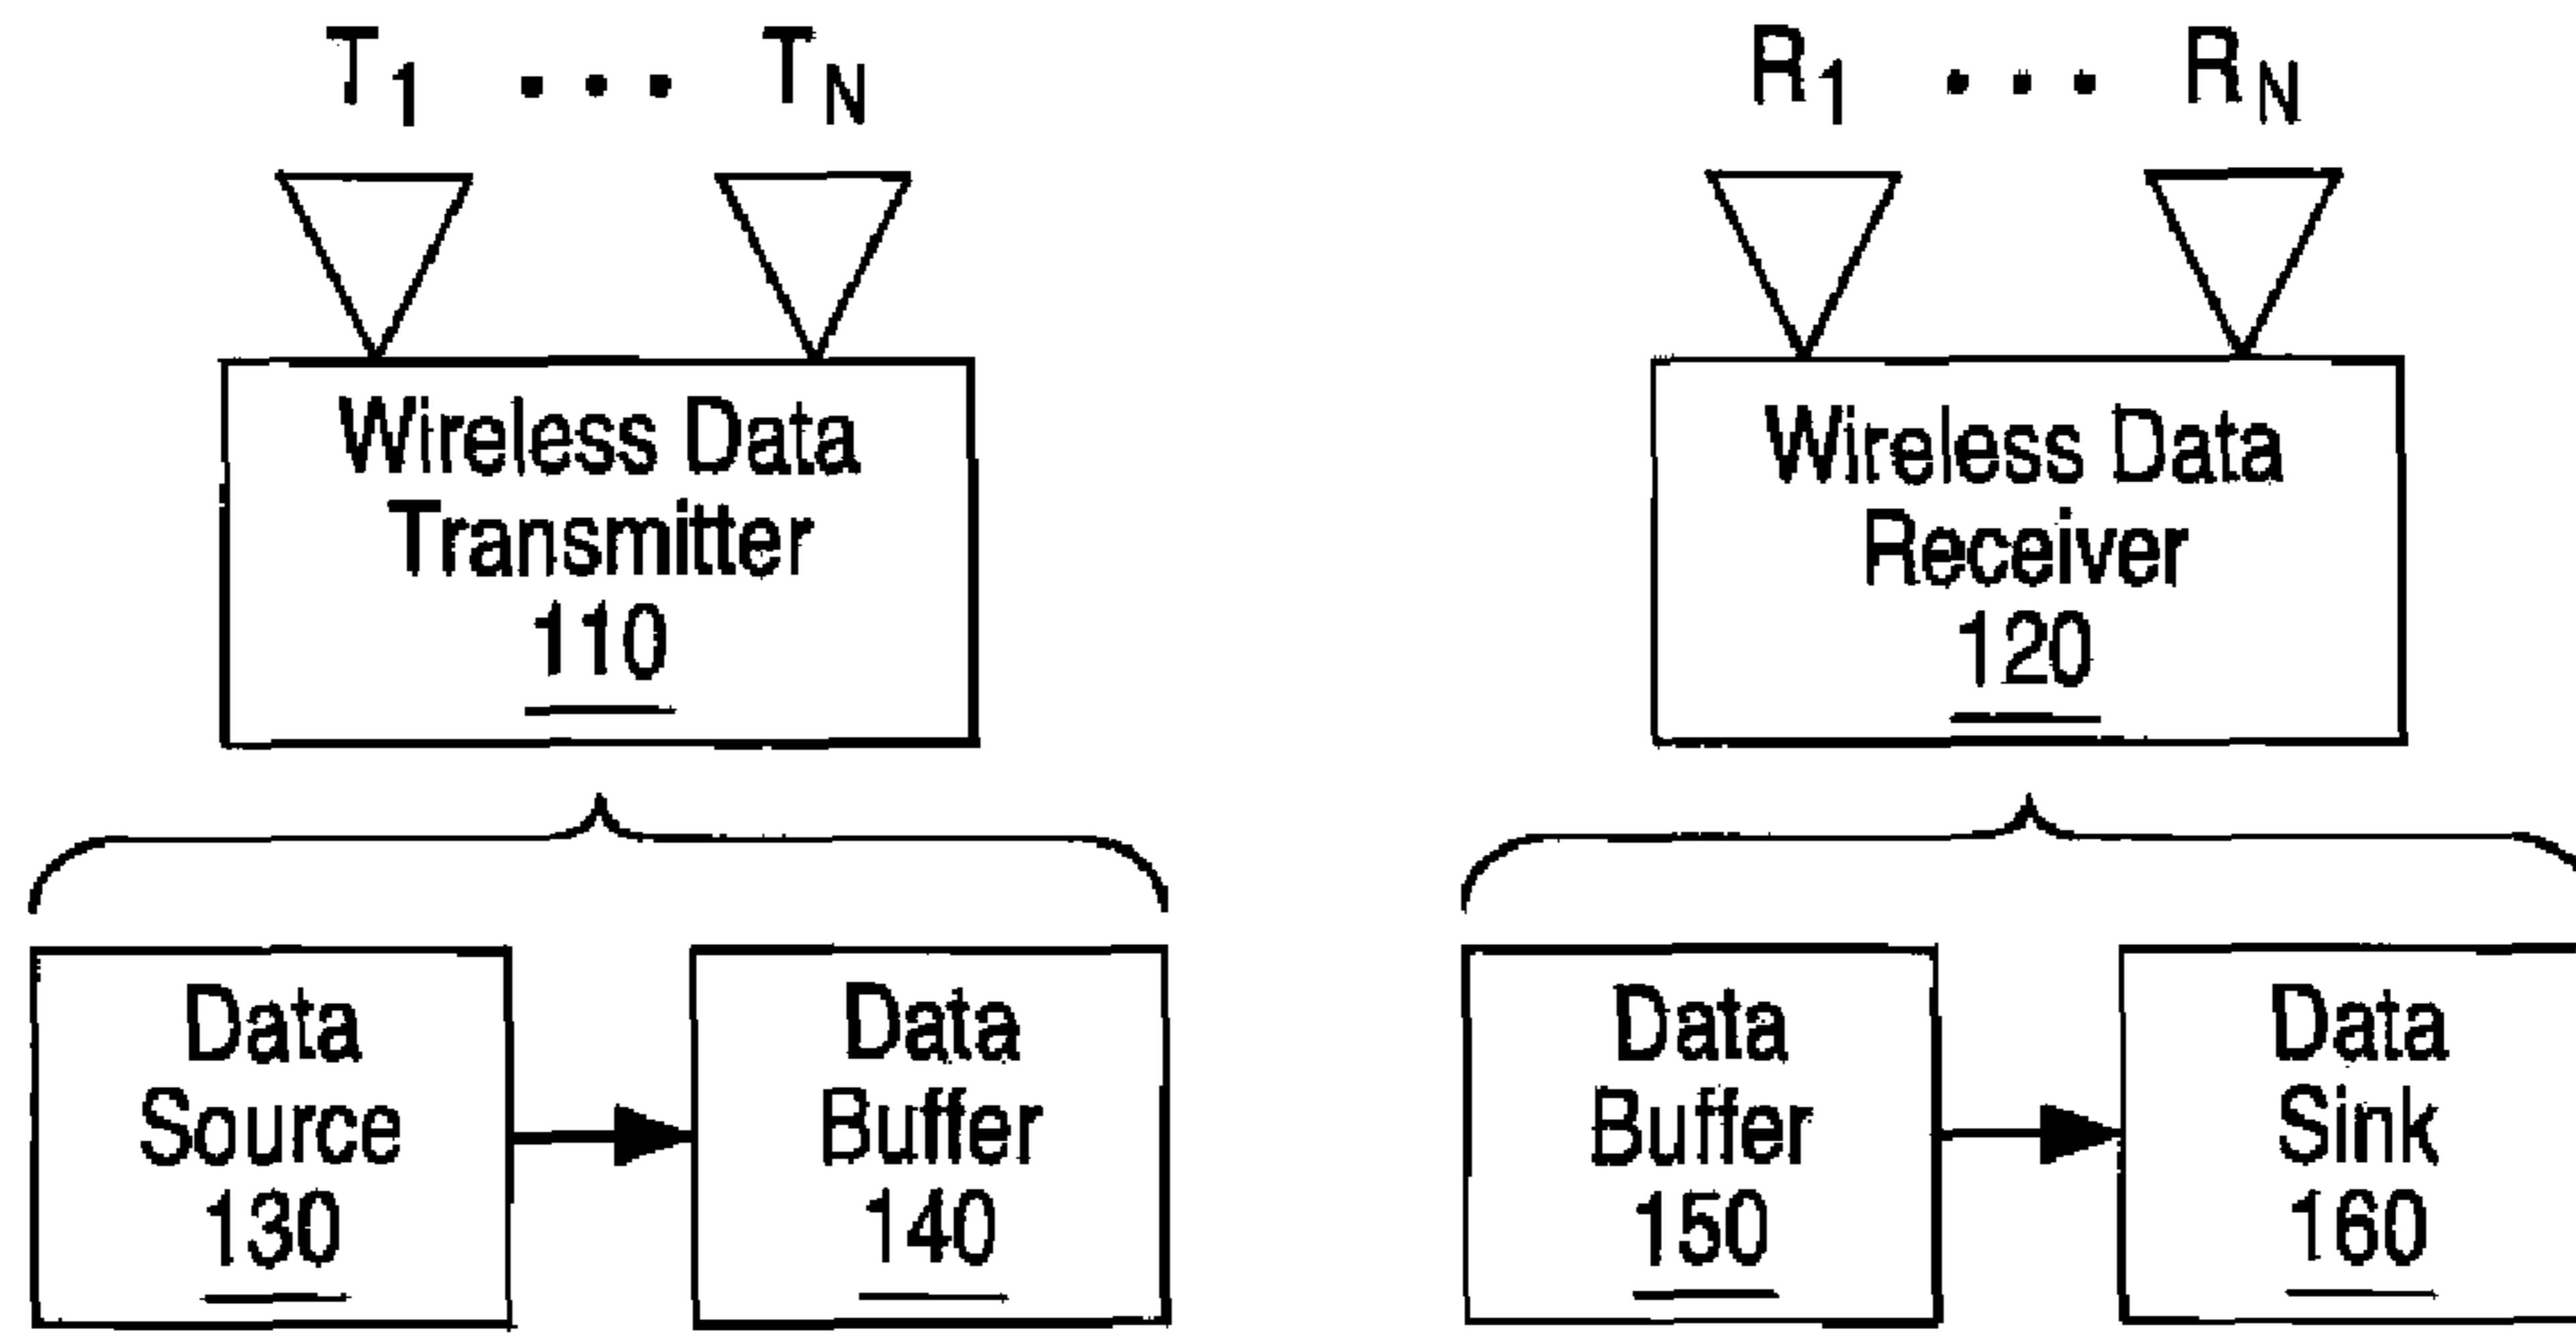 T1 ... TN
R1 ... RN
Wireless Data
Transmitter
110
Wireless Data
Receiver
120
Data
Source
130
Data
Buffer
140
Data
Buffer
150
Data
Sink
160